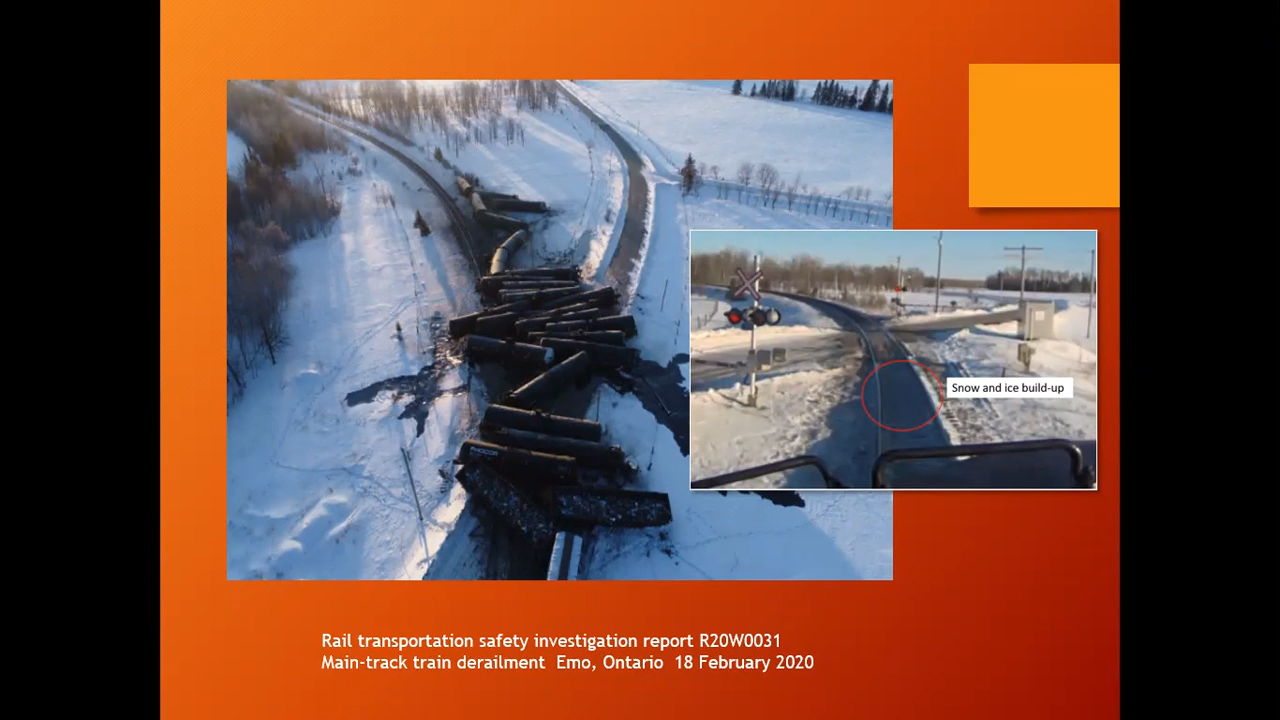 Snow and ice build-up
Rail transportation safety investigation report R20W0031
Main-track train derailment Emo, Ontario 18 February 2020